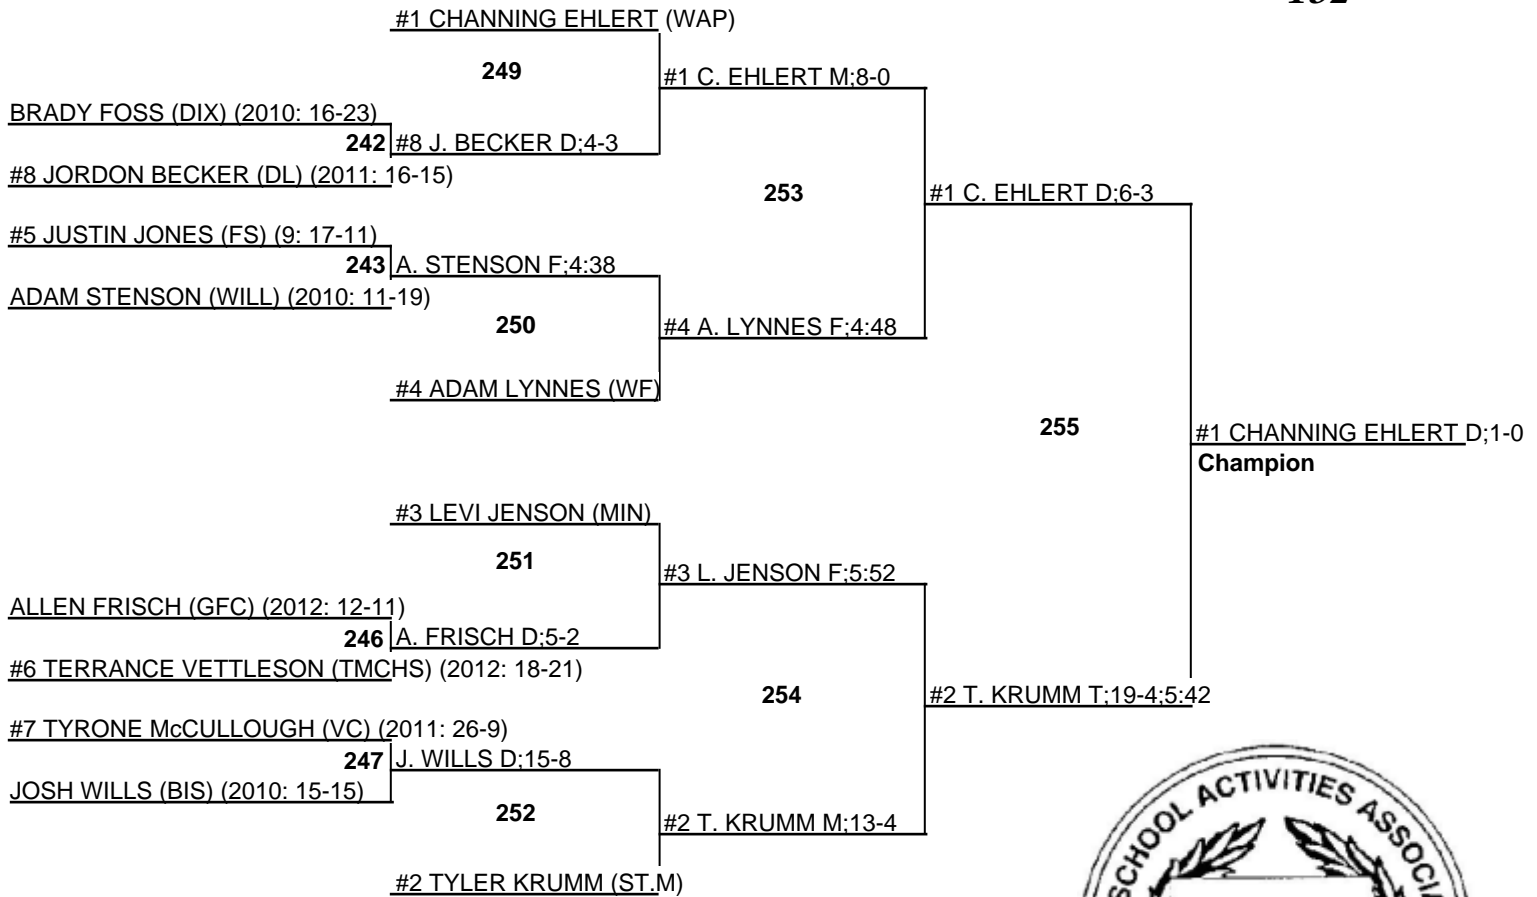 #1 CHANNING EHLERT (WAP)
249
#1 C. EHLERT M;8-0
BRADY FOSS (DIX) (2010: 16-23)
242 #8 J. BECKER D;4-3
#8 JORDON BECKER (DL) (2011: 16-15)
253
#1 C. EHLERT D;6-3
#5 JUSTIN JONES (FS) (9: 17-11)
243 A. STENSON F;4:38
ADAM STENSON (WILL) (2010: 11-19)
250
#4 A. LYNNES F;4:48
#4 ADAM LYNNES (WF)
255
#1 CHANNING EHLERT D;1-0
Champion
#3 LEVI JENSON (MIN)
251
#3 L. JENSON F;5:52
ALLEN FRISCH (GFC) (2012: 12-11)
246 A. FRISCH D;5-2
#6 TERRANCE VETTLESON (TMCHS) (2012: 18-21)
254
#2 T. KRUMM T;19-4;5:42
#7 TYRONE McCULLOUGH (VC) (2011: 26-9)
247 J. WILLS D;15-8
JOSH WILLS (BIS) (2010: 15-15)
252
#2 T. KRUMM M;13-4
#2 TYLER KRUMM (ST.M)
SCHOOL ACTIVITIES ASSOCIA